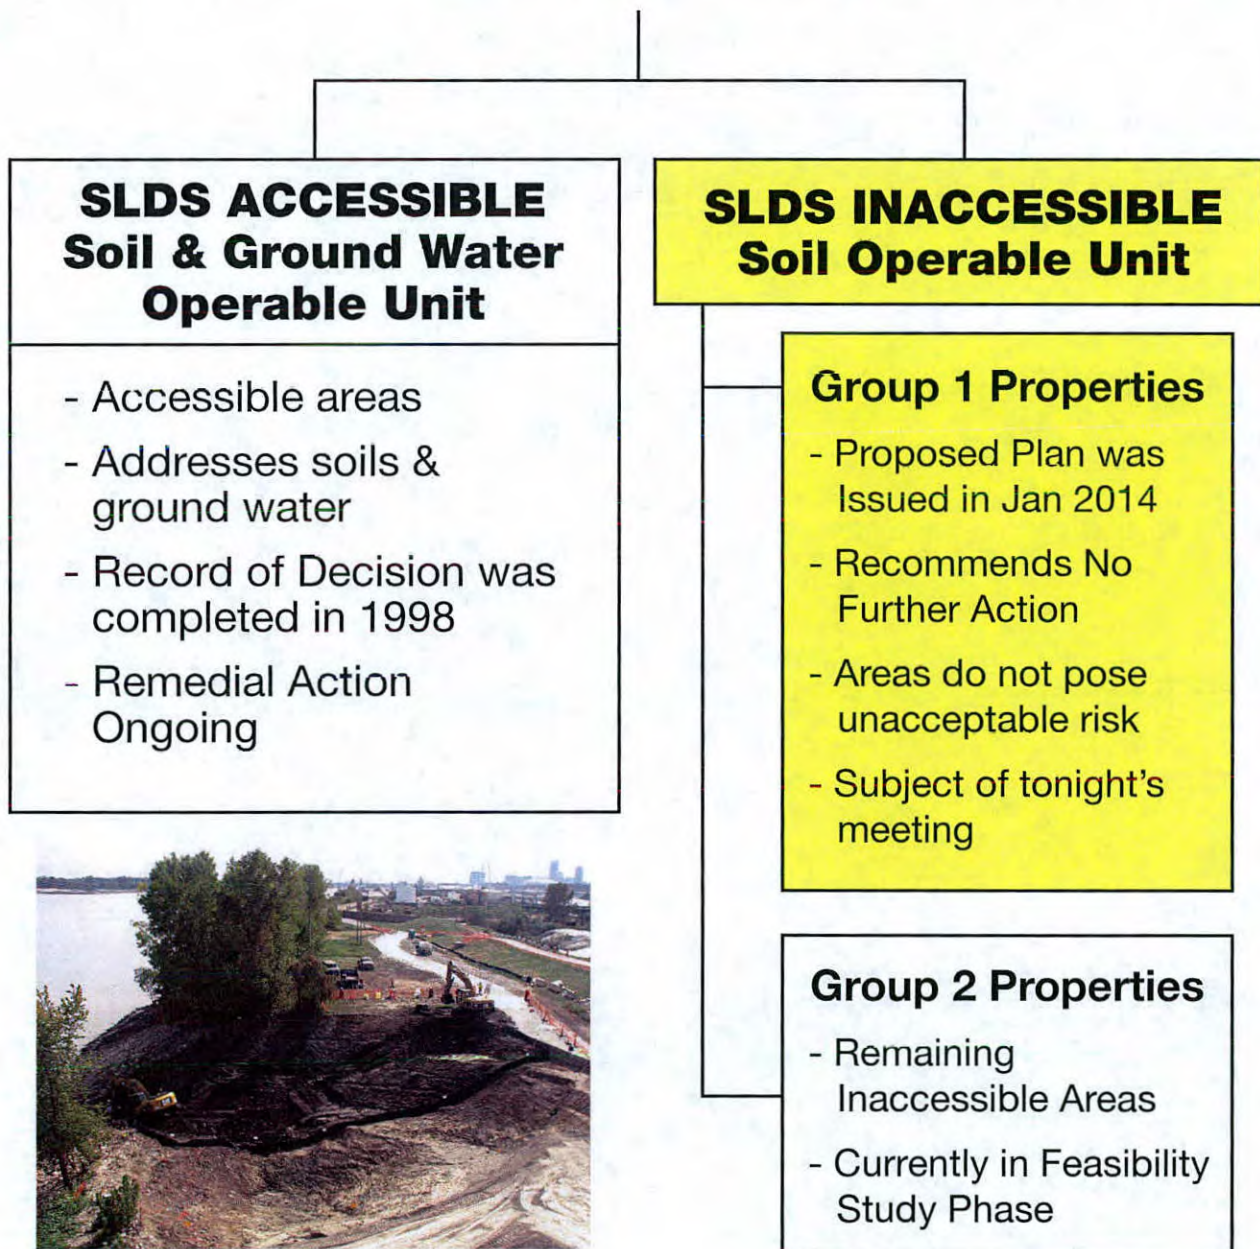 SLDS ACCESSIBLE
Soil & Ground Water
Operable Unit
- Accessible areas
- Addresses soils &
ground water
- Record of Decision was
completed in 1998
- Remedial Action
Ongoing
SLDS INACCESSIBLE
Soil Operable Unit
Group 1 Properties
- Proposed Plan was
Issued in Jan 2014
- Recommends No
Further Action
- Areas do not pose
unacceptable risk
- Subject of tonight's
meeting
Group 2 Properties
- Remaining
Inaccessible Areas
- Currently in Feasibility
Study Phase